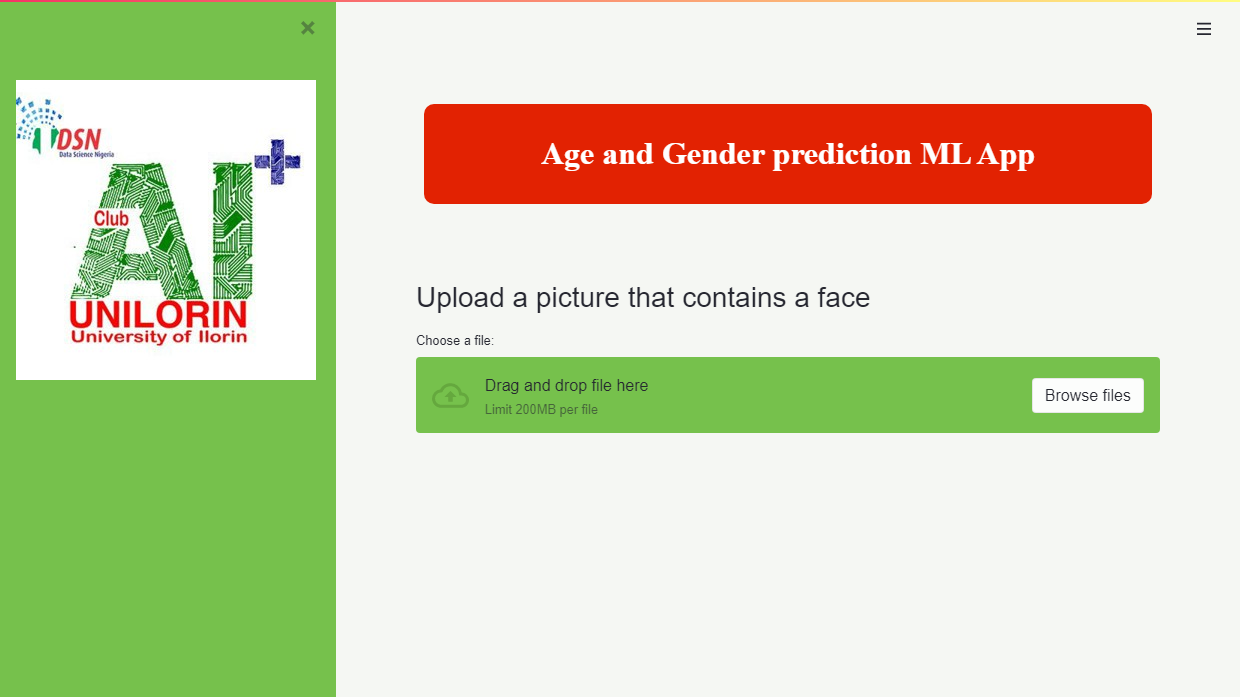 DSN
Data Science Nigeria
AI+
Club
UNILORIN
University of Ilorin
Age and Gender prediction ML App
Upload a picture that contains a face
Choose a file:
Drag and drop file here
Limit 200MB per file
Browse files